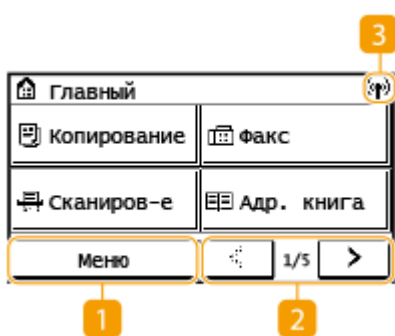 3
Главный
Копирование Факс
Сканиров-е Адр. книга
Меню 1/5 >
1 2